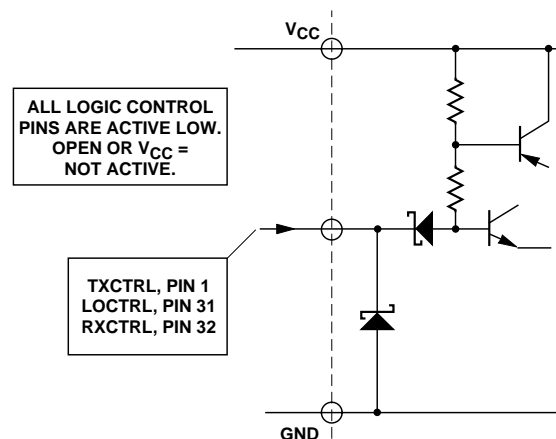 V_CC
ALL LOGIC CONTROL
PINS ARE ACTIVE LOW.
OPEN OR V_CC =
NOT ACTIVE.
TXCTRL, PIN 1
LOCTRL, PIN 31
RXCTRL, PIN 32
GND